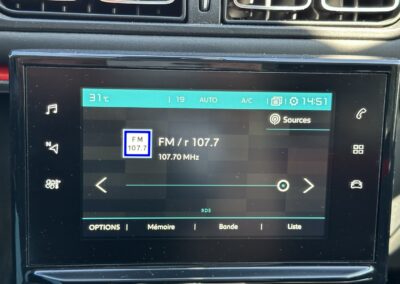 31°C | 19 AUTO A/C | 14:51
Sources
FM
107.7
FM / r 107.7
107.70 MHz
RDS
OPTIONS | Mémoire | Bande | Liste
N